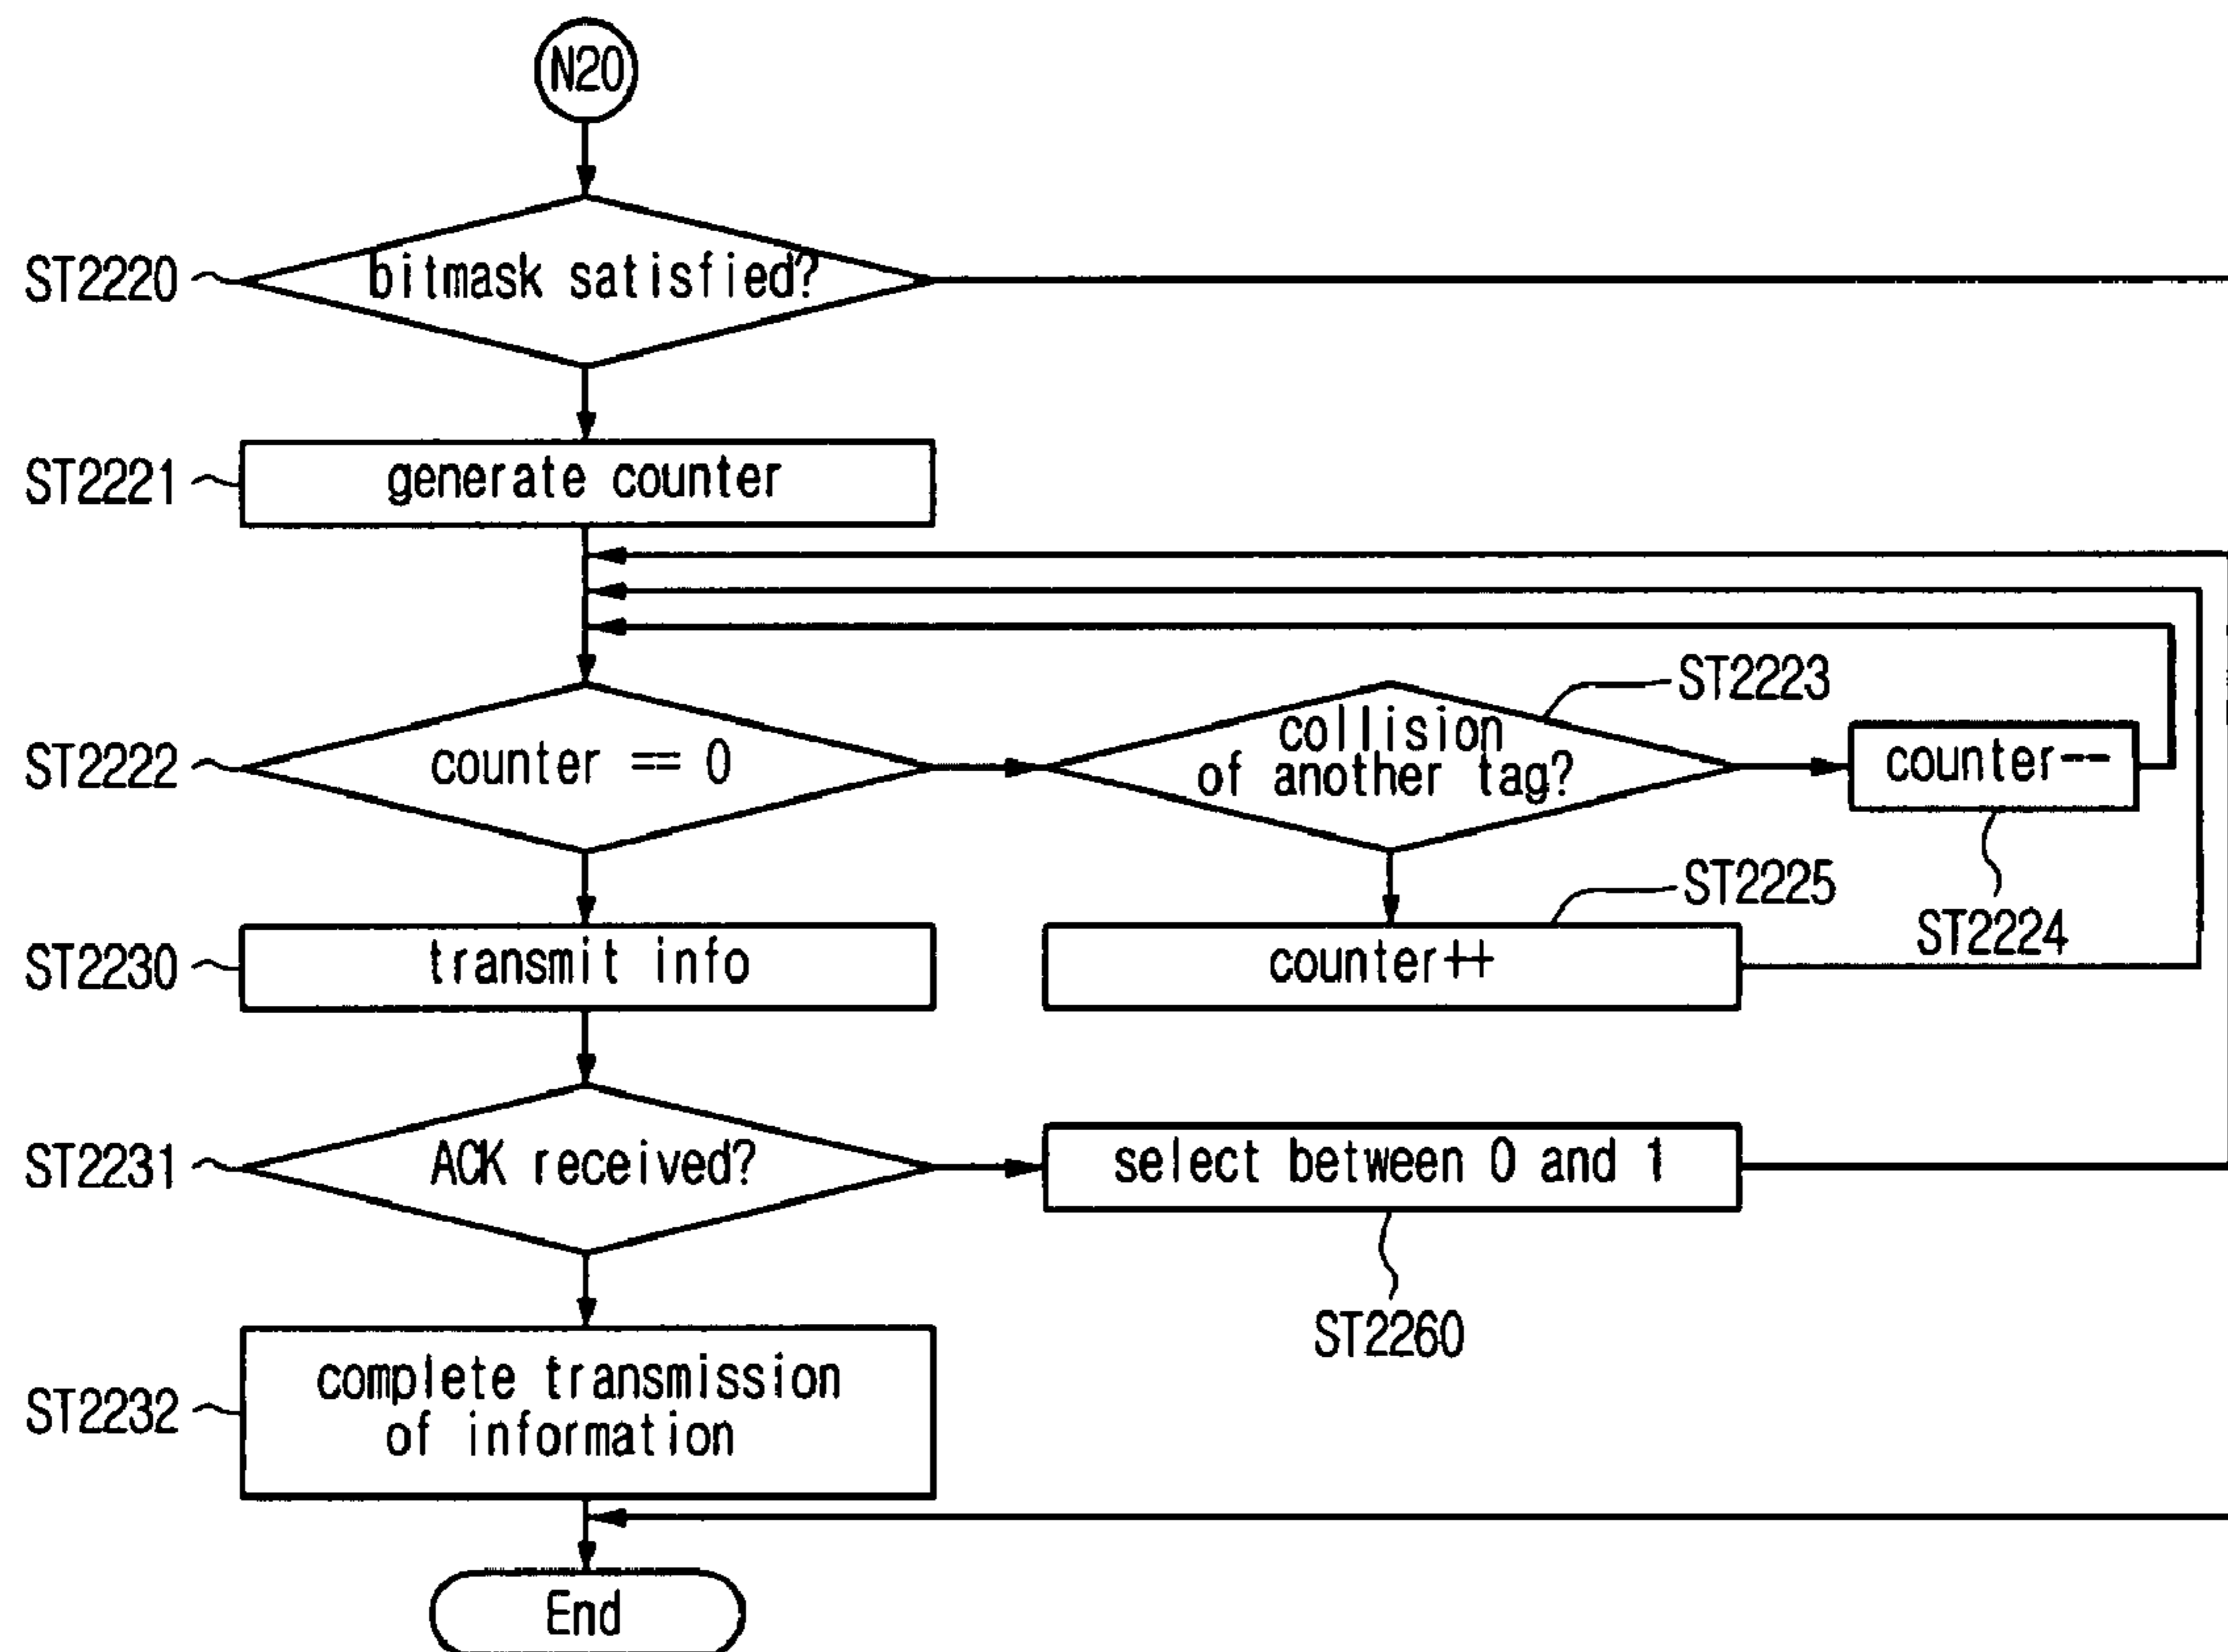 N20
ST2220
bitmask satisfied?
ST2221
generate counter
ST2222
counter == 0
collision
of another tag?
ST2223
counter--
ST2224
ST2225
ST2230
transmit info
counter++
ST2231
ACK received?
select between 0 and 1
ST2260
ST2232
complete transmission
of information
End